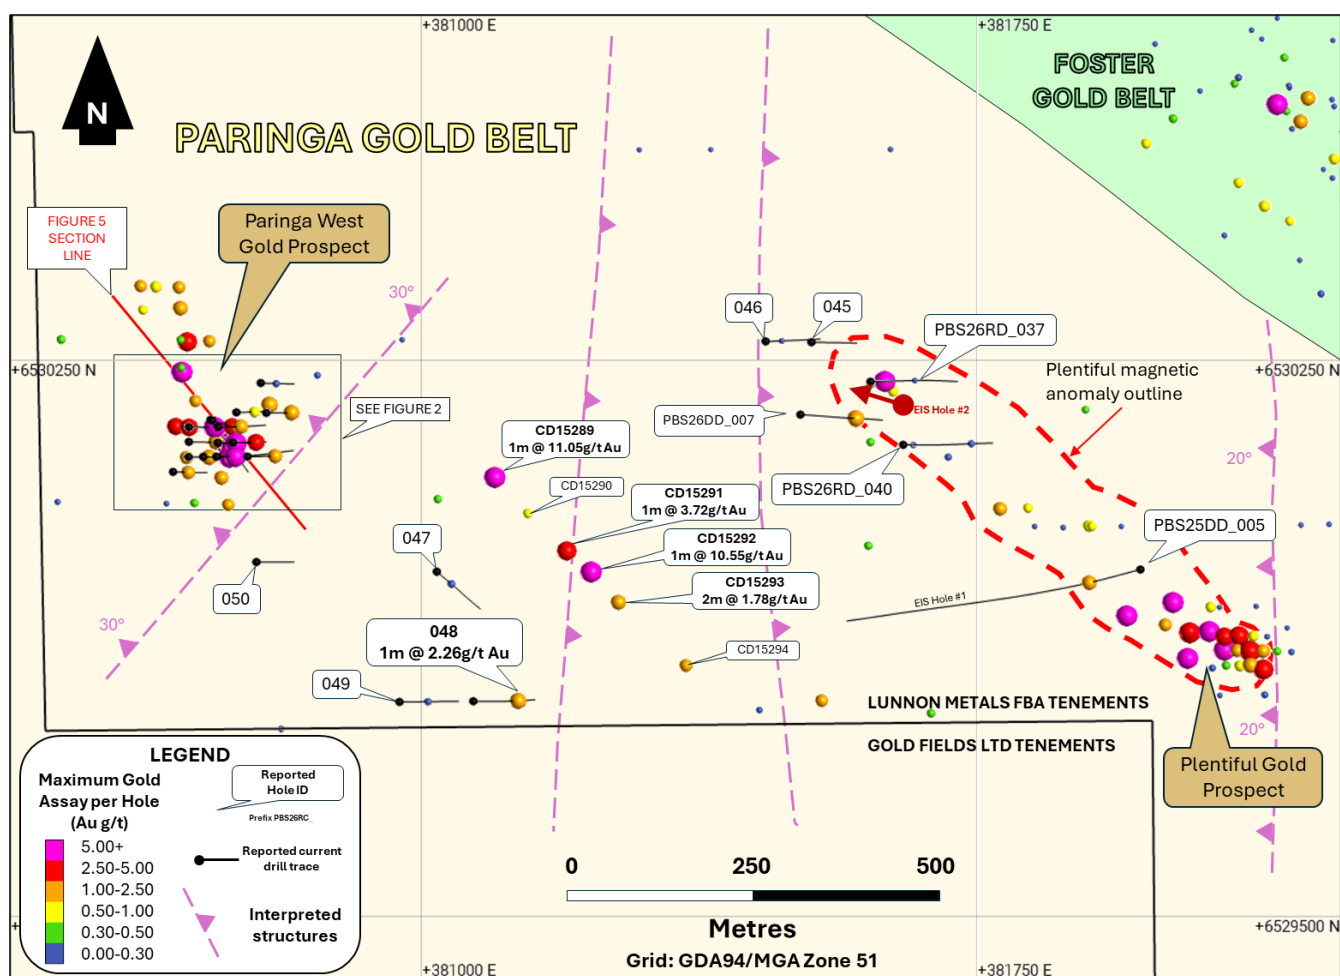 +381000 E
+381750 E
FOSTER
GOLD BELT
N
PARINGA GOLD BELT
FIGURE 5
SECTION
LINE
Paringa West
Gold Prospect
30°
046
045
PBS26RD_037
+6530250 N
+6530250 N
Plentiful magnetic
anomaly outline
SEE FIGURE 2
EIS Hole #2
PBS26DD_007
CD15289
1m @ 11.05g/t Au
20°
CD15290
PBS26RD_040
CD15291
1m @ 3.72g/t Au
PBS25DD_005
047
CD15292
1m @ 10.55g/t Au
050
CD15293
2m @ 1.78g/t Au
EIS Hole #1
30°
048
1m @ 2.26g/t Au
CD15294
049
LUNNON METALS FBA TENEMENTS
20°
GOLD FIELDS LTD TENEMENTS
Plentiful Gold
Prospect
LEGEND
Maximum Gold
Assay per Hole
(Au g/t)
5.00+
2.50-5.00
1.00-2.50
0.50-1.00
0.30-0.50
0.00-0.30
Reported
Hole ID
Prefix PBS26RC_
Reported current
drill trace
Interpreted
structures
0
250
500
Metres
Grid: GDA94/MGA Zone 51
+
+6529500 N
+381000 E
+381750 E